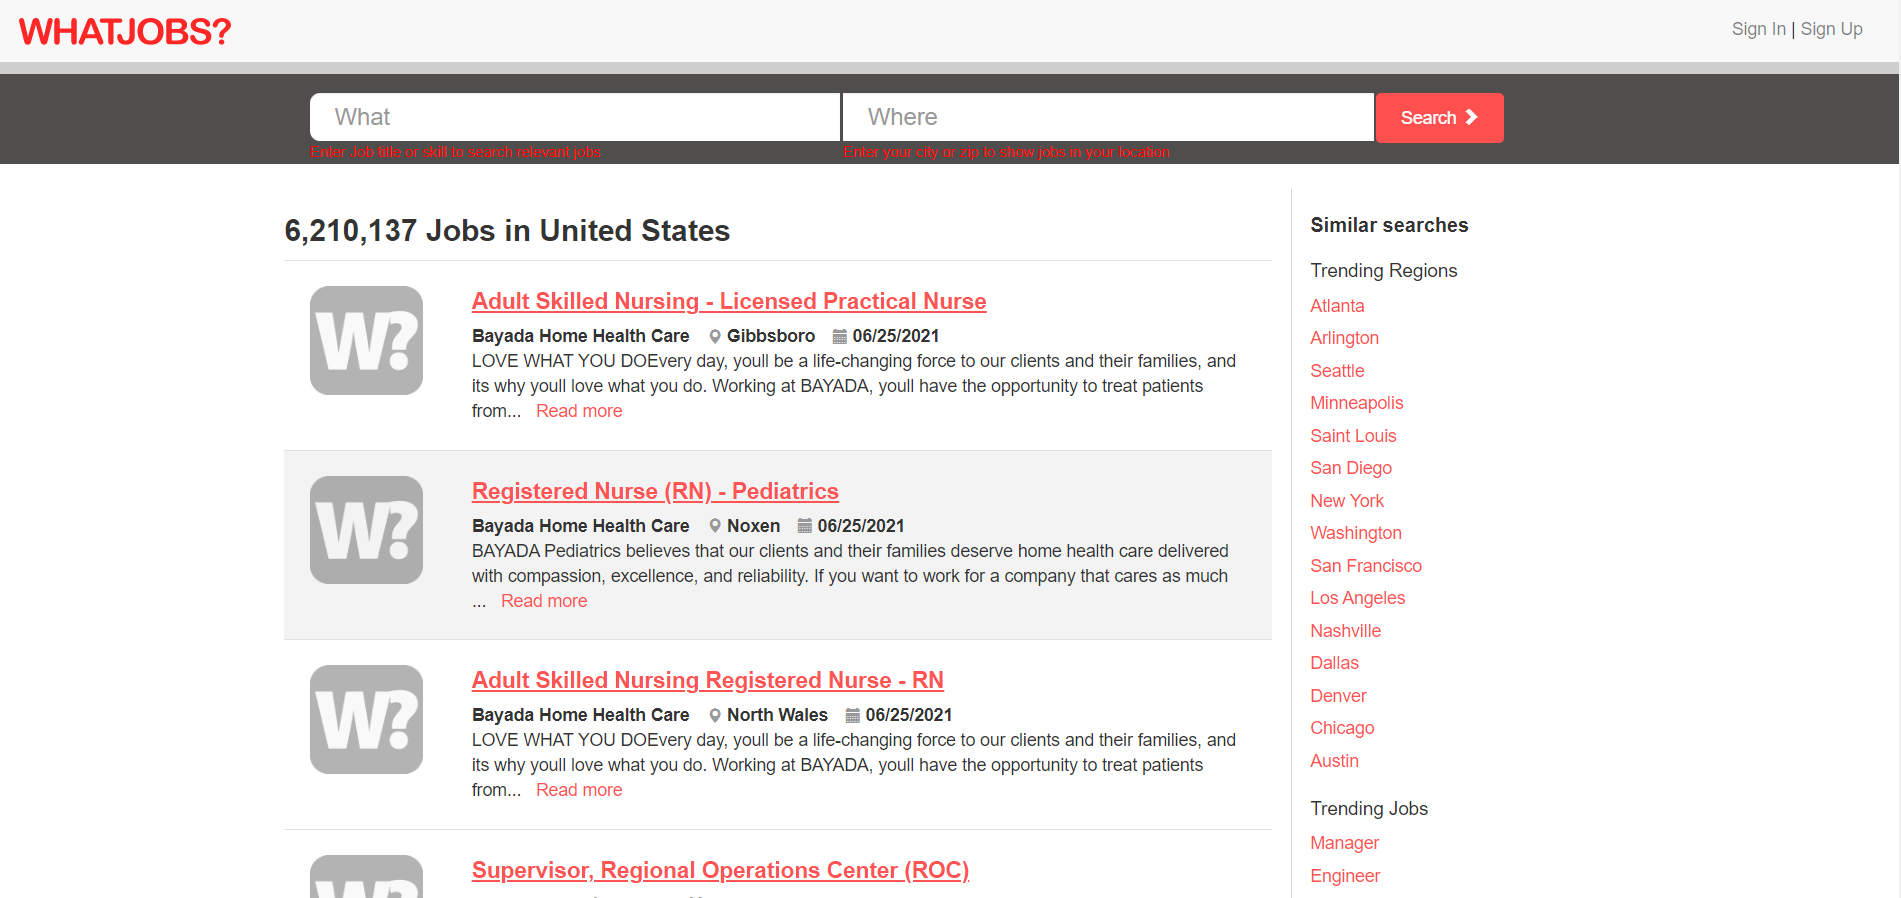 WHATJOBS?
Sign In | Sign Up
What
Where
Search
Enter Job title or skill to search relevant jobs
Enter your city or zip to show jobs in your location
6,210,137 Jobs in United States
W?
Adult Skilled Nursing - Licensed Practical Nurse
Bayada Home Health Care Gibbsboro 06/25/2021
LOVE WHAT YOU DOEvery day, youll be a life-changing force to our clients and their families, and
its why youll love what you do. Working at BAYADA, youll have the opportunity to treat patients
from... Read more
W?
Registered Nurse (RN) - Pediatrics
Bayada Home Health Care Noxen 06/25/2021
BAYADA Pediatrics believes that our clients and their families deserve home health care delivered
with compassion, excellence, and reliability. If you want to work for a company that cares as much
... Read more
W?
Adult Skilled Nursing Registered Nurse - RN
Bayada Home Health Care North Wales 06/25/2021
LOVE WHAT YOU DOEvery day, youll be a life-changing force to our clients and their families, and
its why youll love what you do. Working at BAYADA, youll have the opportunity to treat patients
from... Read more
W?
Supervisor, Regional Operations Center (ROC)
Similar searches
Trending Regions
Atlanta
Arlington
Seattle
Minneapolis
Saint Louis
San Diego
New York
Washington
San Francisco
Los Angeles
Nashville
Dallas
Denver
Chicago
Austin
Trending Jobs
Manager
Engineer